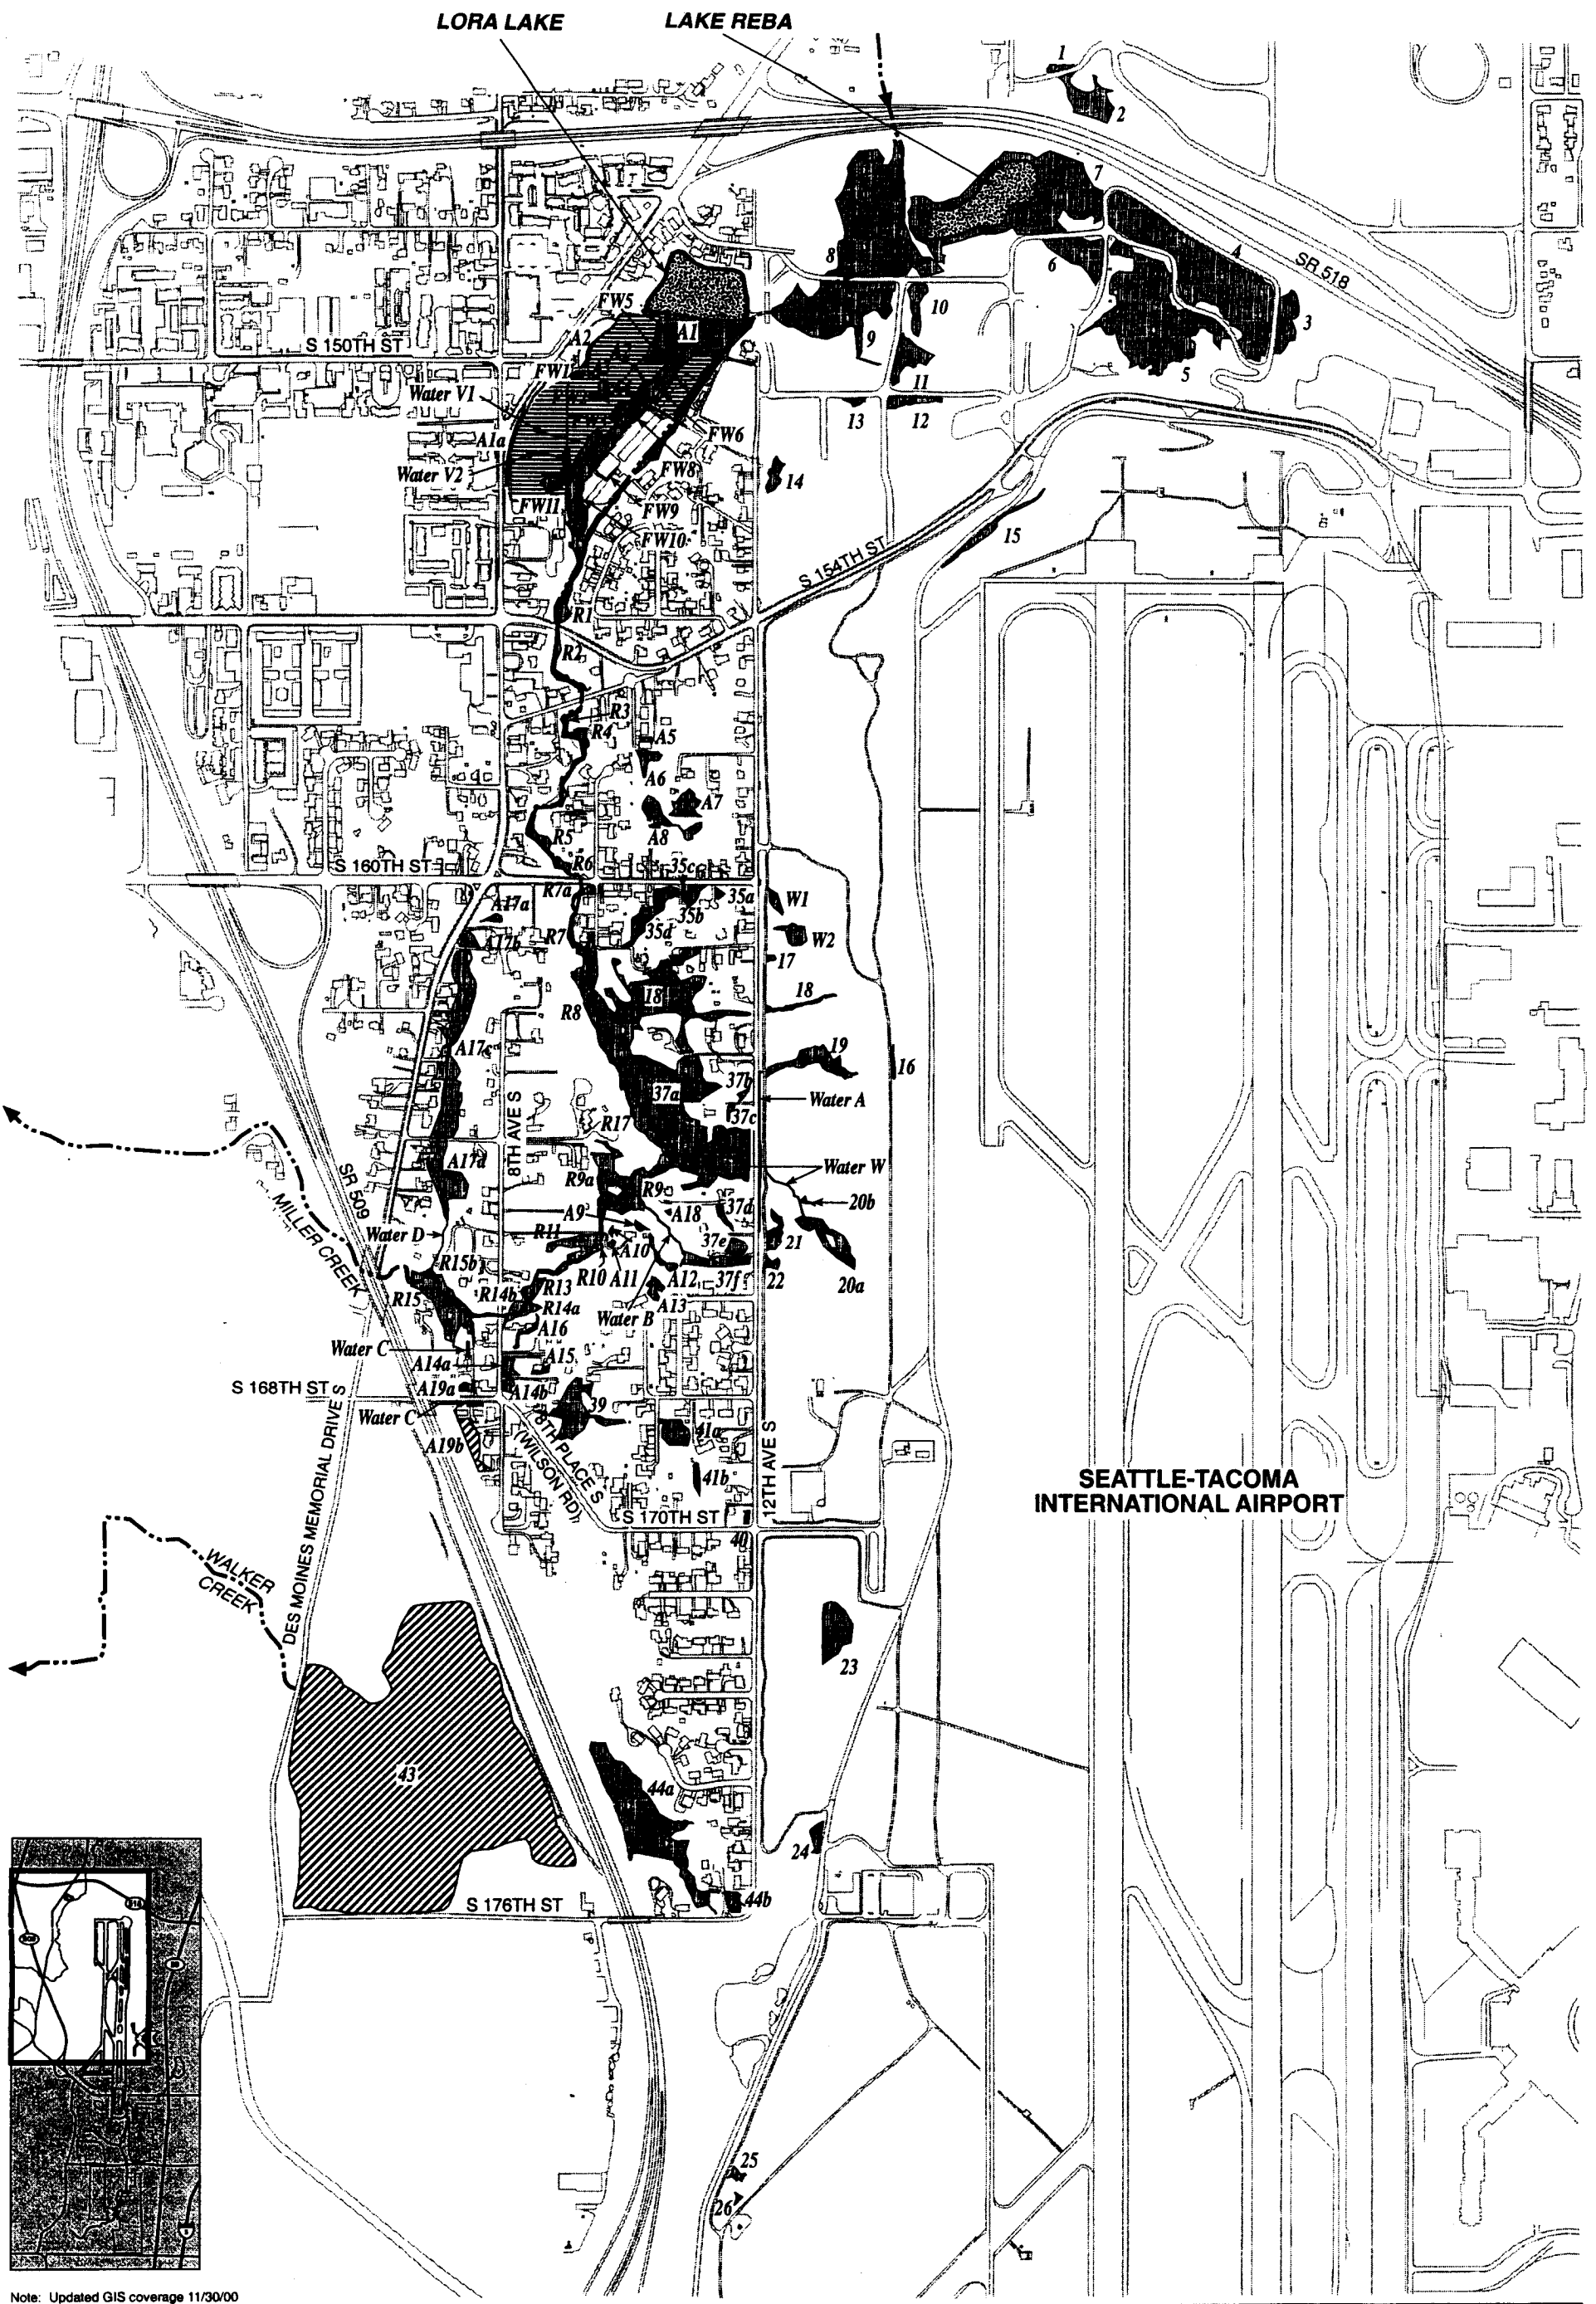 LORA LAKE
LAKE REBA
1
2
7
8
6
4
SR 518
3
FW5
10
A1
9
A2
S 150TH ST
5
11
Water V1
13
12
A1a
FW6
Water V2
FW8
14
FW11
FW9
15
FW10
S 154TH ST
R1
R2
R3
R4
A5
A6
A7
R5
A8
S 160TH ST
R6
35c
R7a
35a
W1
A17a
35b
35d
R7
A17b
W2
17
18
18
R8
19
A17c
16
37b
37a
Water A
37c
8TH AVE S
R17
A17d
Water W
R9a
R9
20b
SR 509
MILLER CREEK
A9
A18
37d
Water D
R11
A10
37e
21
R15b
R10
A11
A12
37f
22
20a
R15
R14b
R13
R14a
A13
Water B
A16
Water C
A14a
A15
S 168TH ST
A19a
A14b
39
Water C
A19b
41a
8TH PLACE S
(WILSON RD)
41b
12TH AVE S
SEATTLE-TACOMA
INTERNATIONAL AIRPORT
S 170TH ST
40
DES MOINES MEMORIAL DRIVE S
WALKER
CREEK
23
43
44a
24
S 176TH ST
44b
25
26
Note: Updated GIS coverage 11/30/00